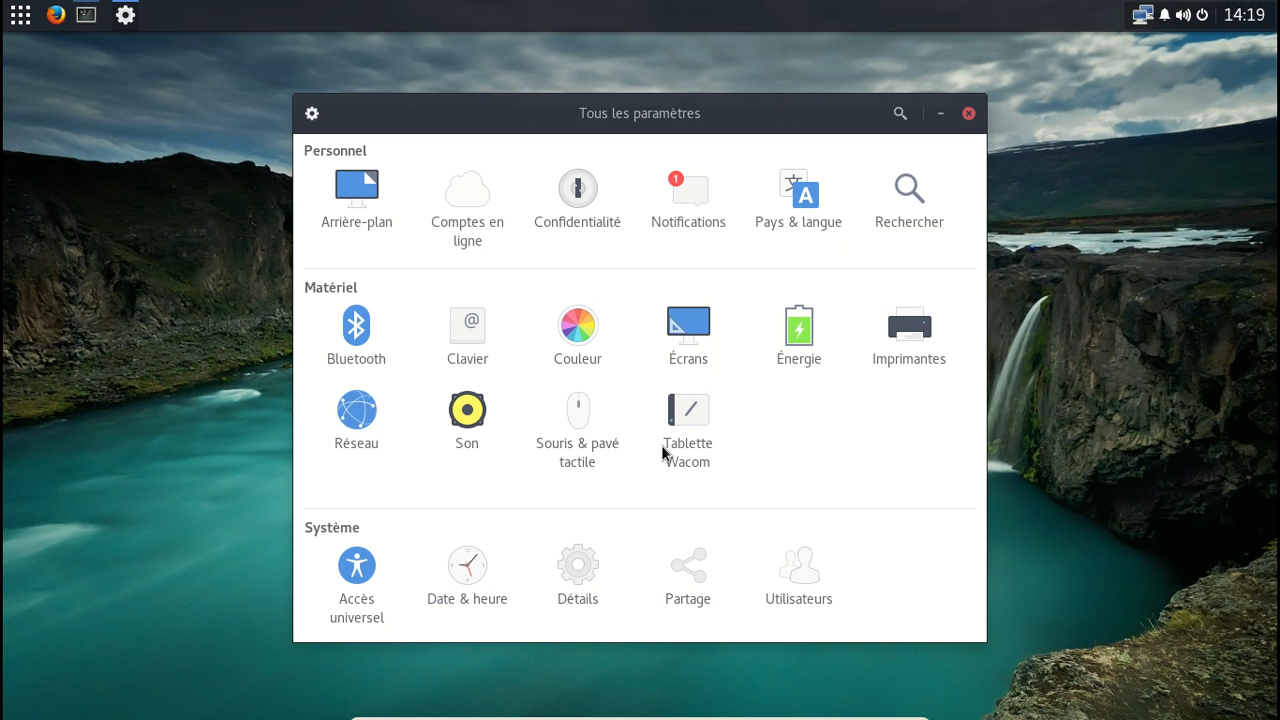 14:19
Tous les paramètres
Personnel
Arrière-plan
Comptes en
ligne
Confidentialité
1
Notifications
Pays & langue
Rechercher
Matériel
Bluetooth
Clavier
Couleur
Écrans
Énergie
Imprimantes
Réseau
Son
Souris & pavé
tactile
Tablette
Wacom
Système
Accès
universel
Date & heure
Détails
Partage
Utilisateurs